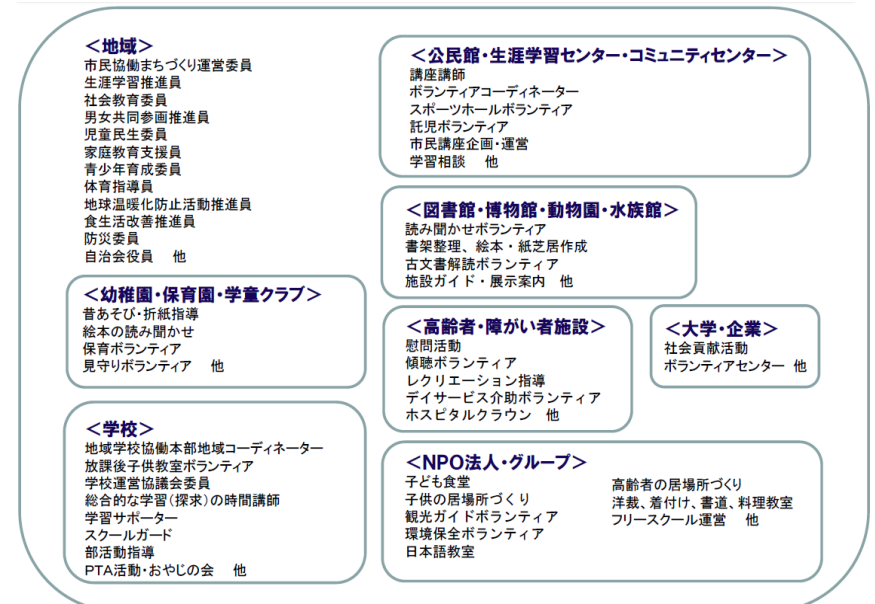 ＜地域＞
市民協働まちづくり運営委員
生涯学習推進員
社会教育委員
男女共同参画推進員
児童民生委員
家庭教育支援員
青少年育成委員
体育指導員
地球温暖化防止活動推進員
食生活改善推進員
防災委員
自治会役員　他
＜幼稚園・保育園・学童クラブ＞
昔あそび・折紙指導
絵本の読み聞かせ
保育ボランティア
見守りボランティア　他
＜学校＞
地域学校協働本部地域コーディネーター
放課後子供教室ボランティア
学校運営協議会委員
総合的な学習（探求）の時間講師
学習サポーター
スクールガード
部活動指導
PTA活動・おやじの会　他
＜公民館・生涯学習センター・コミュニティセンター＞
講座講師
ボランティアコーディネーター
スポーツホールボランティア
託児ボランティア
市民講座企画・運営
学習相談　他
＜図書館・博物館・動物園・水族館＞
読み聞かせボランティア
書架整理、絵本・紙芝居作成
古文書解読ボランティア
施設ガイド・展示案内　他
＜高齢者・障がい者施設＞
慰問活動
傾聴ボランティア
レクリエーション指導
デイサービス介助ボランティア
ホスピタルクラウン　他
＜大学・企業＞
社会貢献活動
ボランティアセンター　他
＜NPO法人・グループ＞
子ども食堂
子供の居場所づくり
観光ガイドボランティア
環境保全ボランティア
日本語教室
高齢者の居場所づくり
洋裁、着付け、書道、料理教室
フリースクール運営　他